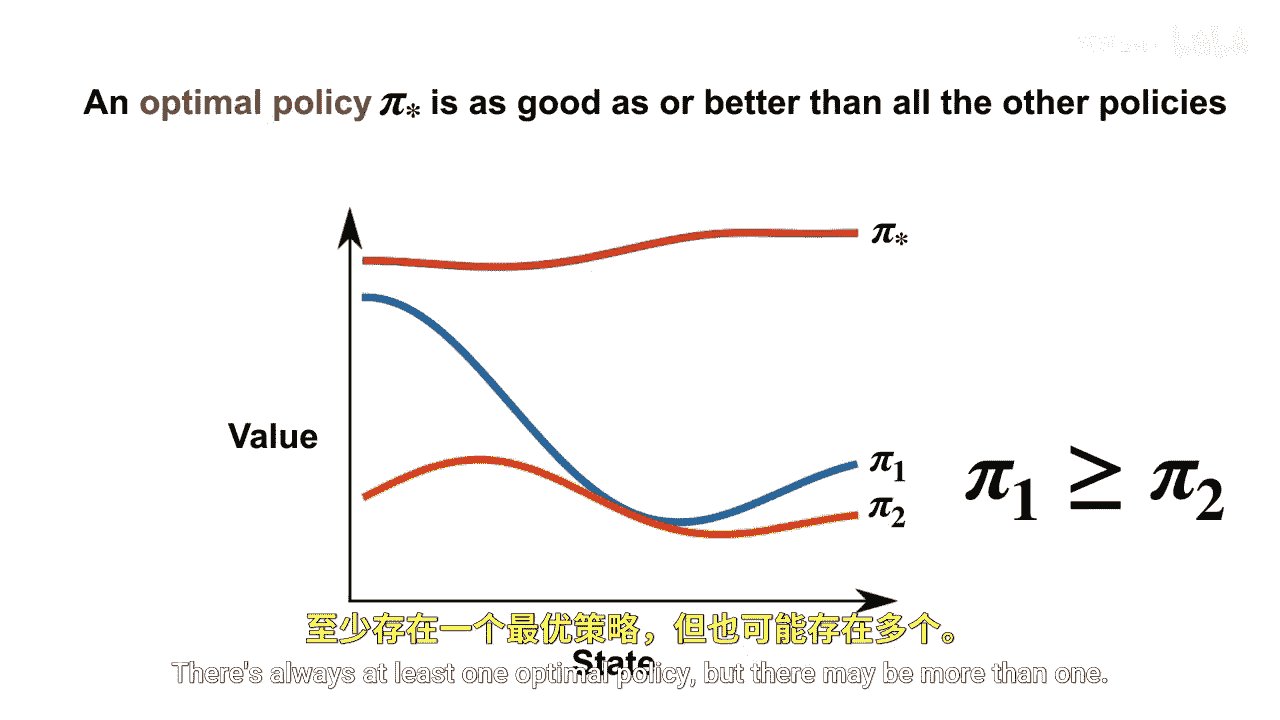 An optimal policy π* is as good as or better than all the other policies
π*
Value
π1
π2
π1 ≥ π2
至少存在一个最优策略，但也可能存在多个。
State
There's always at least one optimal policy, but there may be more than one.